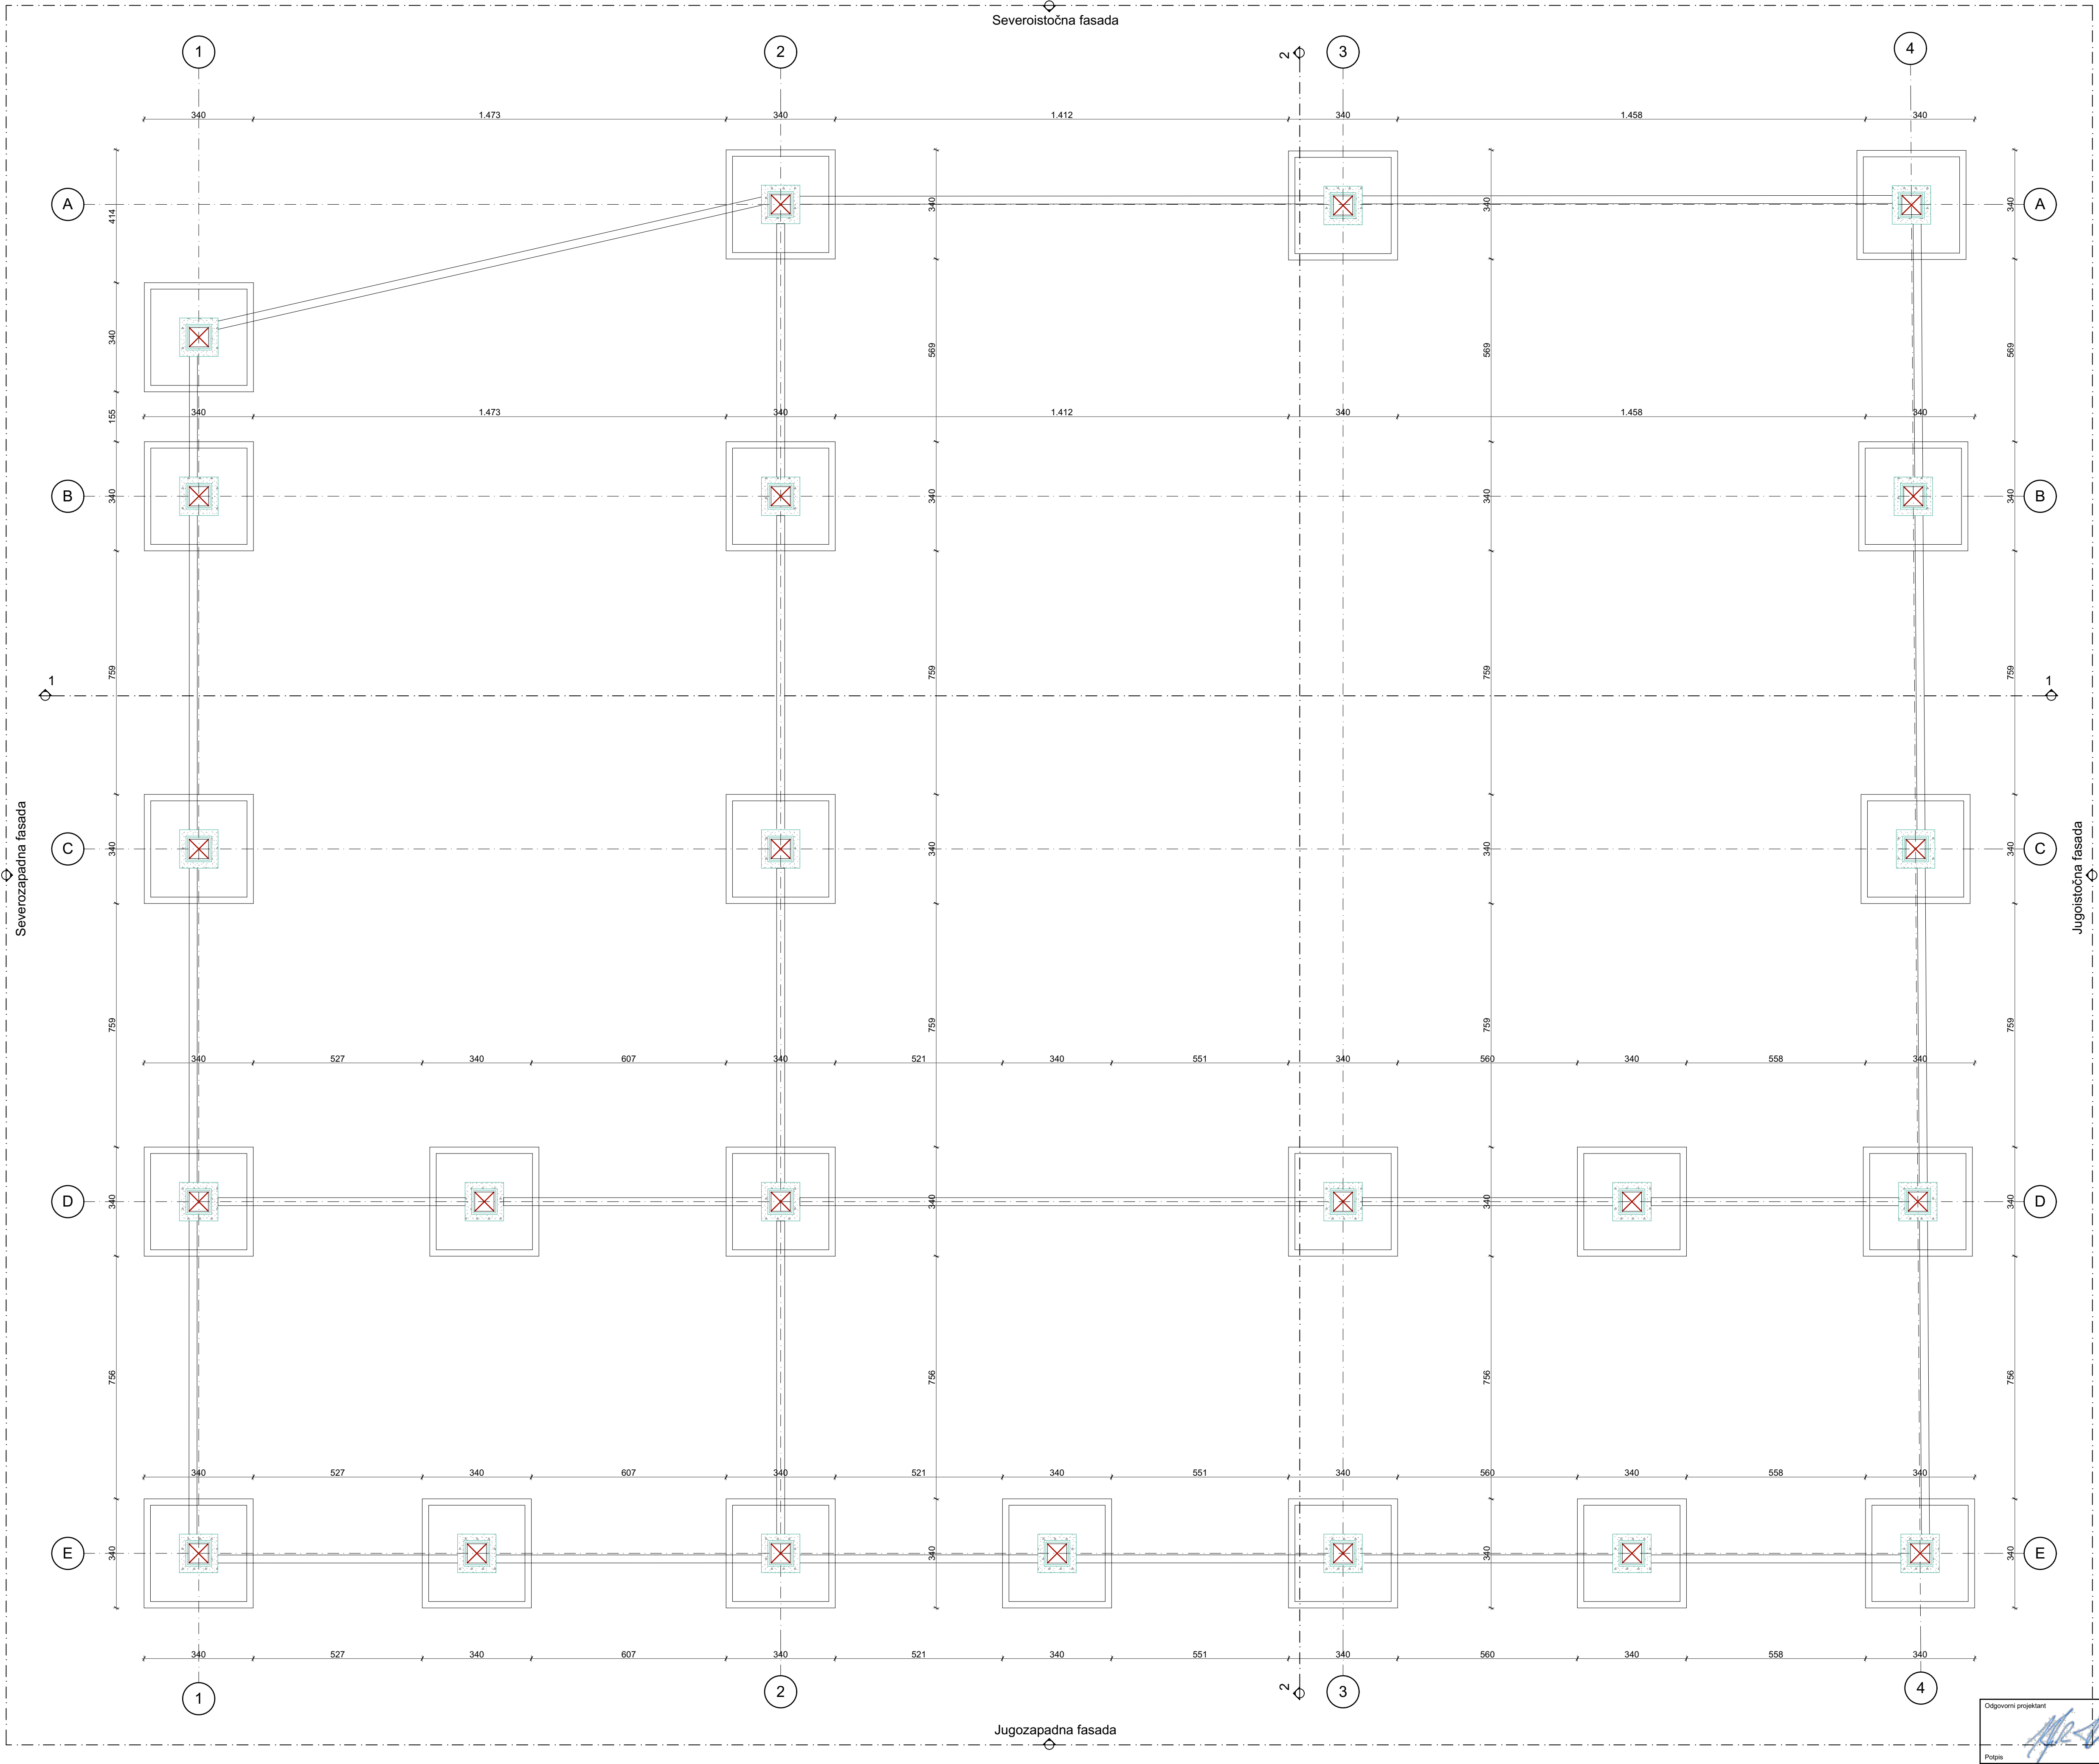 Severoistočna fasada
1 2 2 3 4
340 1.473 340 1.412 340 1.458 340
A 414 340 340 340 A
340 569 569 569
155 340 1.473 340 1.412 340 1.458 340
B 340 340 340 340 B
759 759 759 759
1 1
Severozapadna fasada
Jugoistočna fasada
C 340 340 340 340 C
759 759 759 759
340 527 340 607 340 521 340 551 340 560 340 558 340
D 340 340 340 340 D
756 756 756 756
340 527 340 607 340 521 340 551 340 560 340 558 340
E 340 340 340 340 E
340 527 340 607 340 521 340 551 340 560 340 558 340
1 2 2 3 4
Jugozapadna fasada
Odgovorni projektant
Potpis